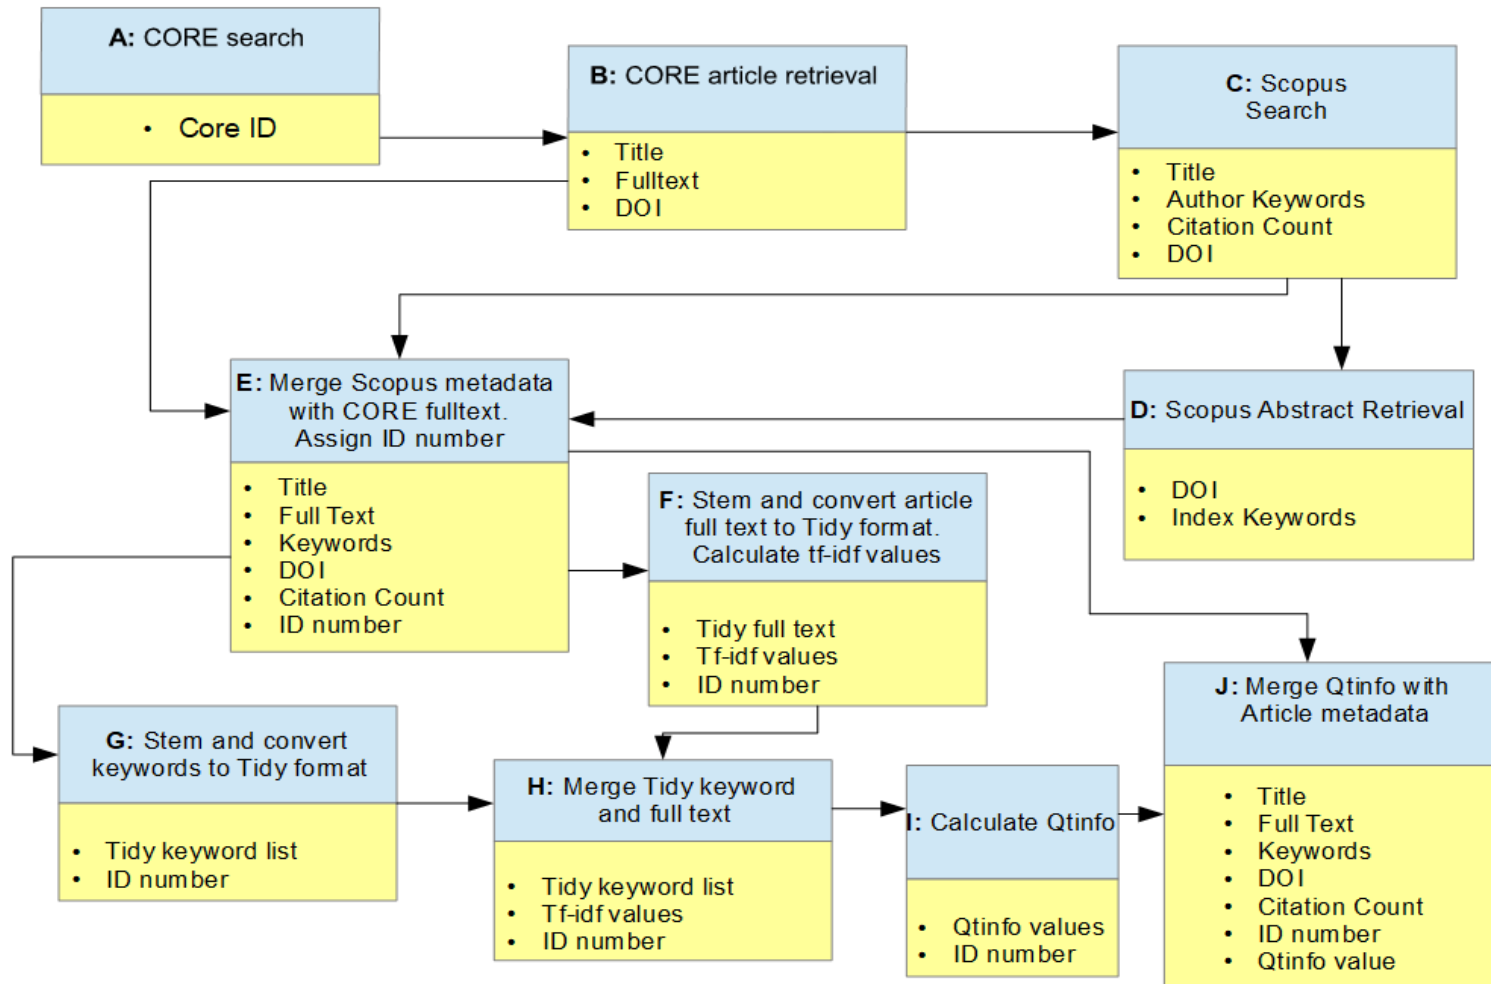 A: CORE search
• Core ID
B: CORE article retrieval
• Title
• Fulltext
• DOI
C: Scopus
Search
• Title
• Author Keywords
• Citation Count
• DOI
D: Scopus Abstract Retrieval
• DOI
• Index Keywords
E: Merge Scopus metadata
with CORE fulltext.
Assign ID number
• Title
• Full Text
• Keywords
• DOI
• Citation Count
• ID number
F: Stem and convert article
full text to Tidy format.
Calculate tf-idf values
• Tidy full text
• Tf-idf values
• ID number
G: Stem and convert
keywords to Tidy format
• Tidy keyword list
• ID number
H: Merge Tidy keyword
and full text
• Tidy keyword list
• Tf-idf values
• ID number
I: Calculate Qtinfo
• Qtinfo values
• ID number
J: Merge Qtinfo with
Article metadata
• Title
• Full Text
• Keywords
• DOI
• Citation Count
• ID number
• Qtinfo value